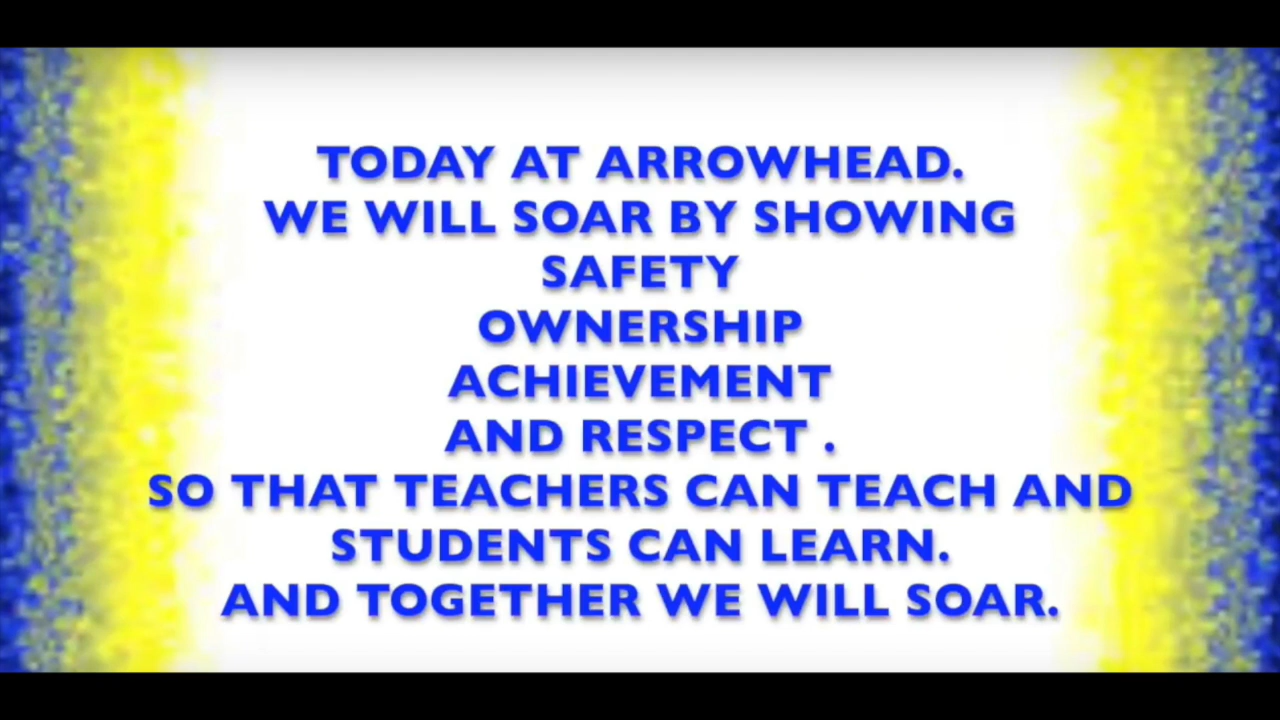 TODAY AT ARROWHEAD.
WE WILL SOAR BY SHOWING
SAFETY
OWNERSHIP
ACHIEVEMENT
AND RESPECT .
SO THAT TEACHERS CAN TEACH AND
STUDENTS CAN LEARN.
AND TOGETHER WE WILL SOAR.